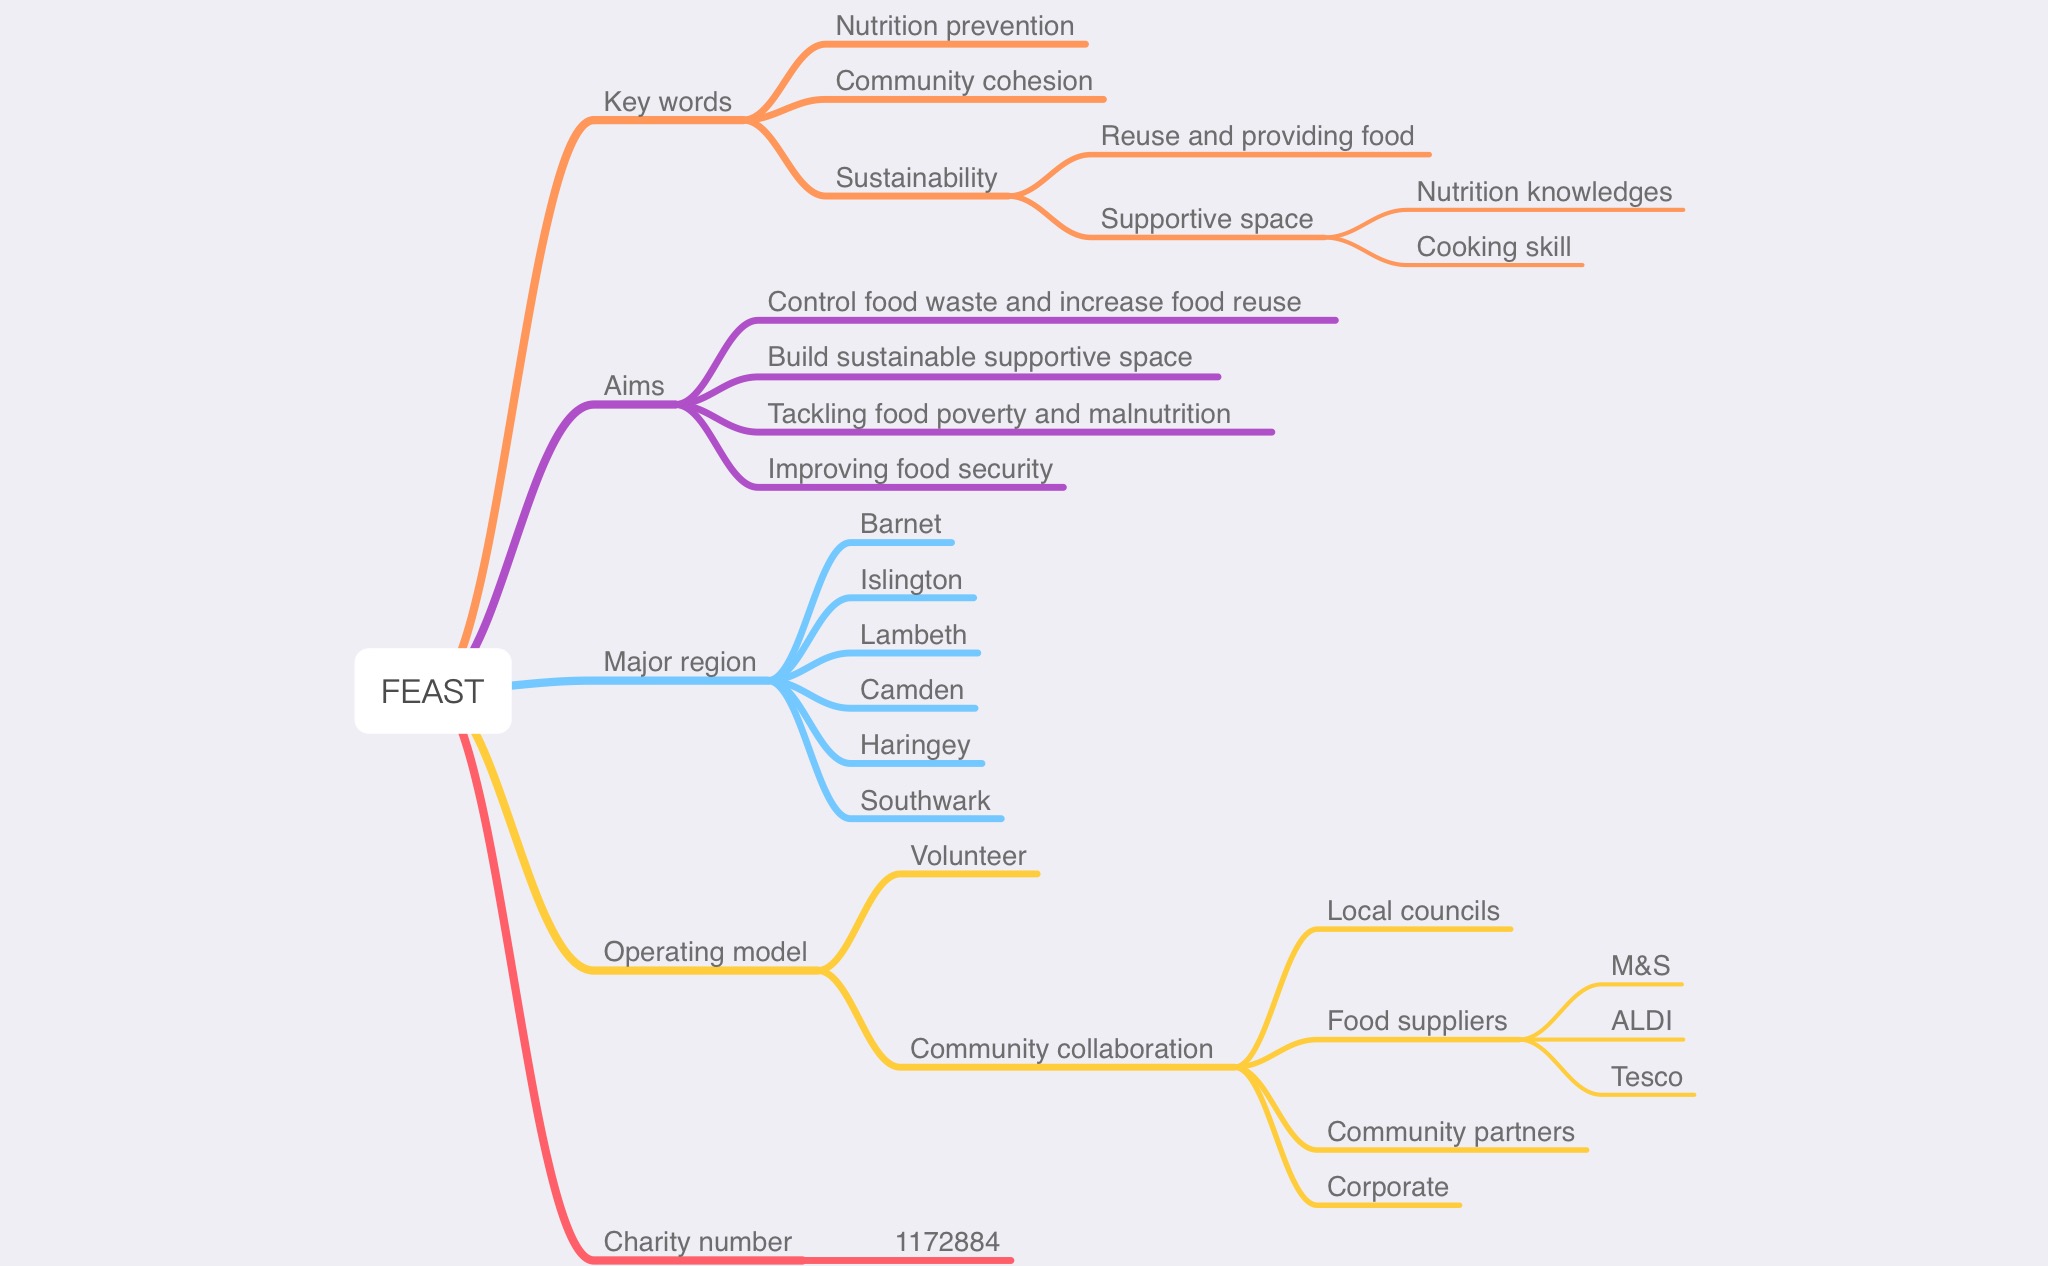 Nutrition prevention
Community cohesion
Key words
Reuse and providing food
Sustainability
Nutrition knowledges
Supportive space
Cooking skill
Control food waste and increase food reuse
Build sustainable supportive space
Aims
Tackling food poverty and malnutrition
Improving food security
Barnet
Islington
Lambeth
Major region
FEAST
Camden
Haringey
Southwark
Volunteer
Local councils
Operating model
M&S
Food suppliers
ALDI
Community collaboration
Tesco
Community partners
Corporate
Charity number
1172884